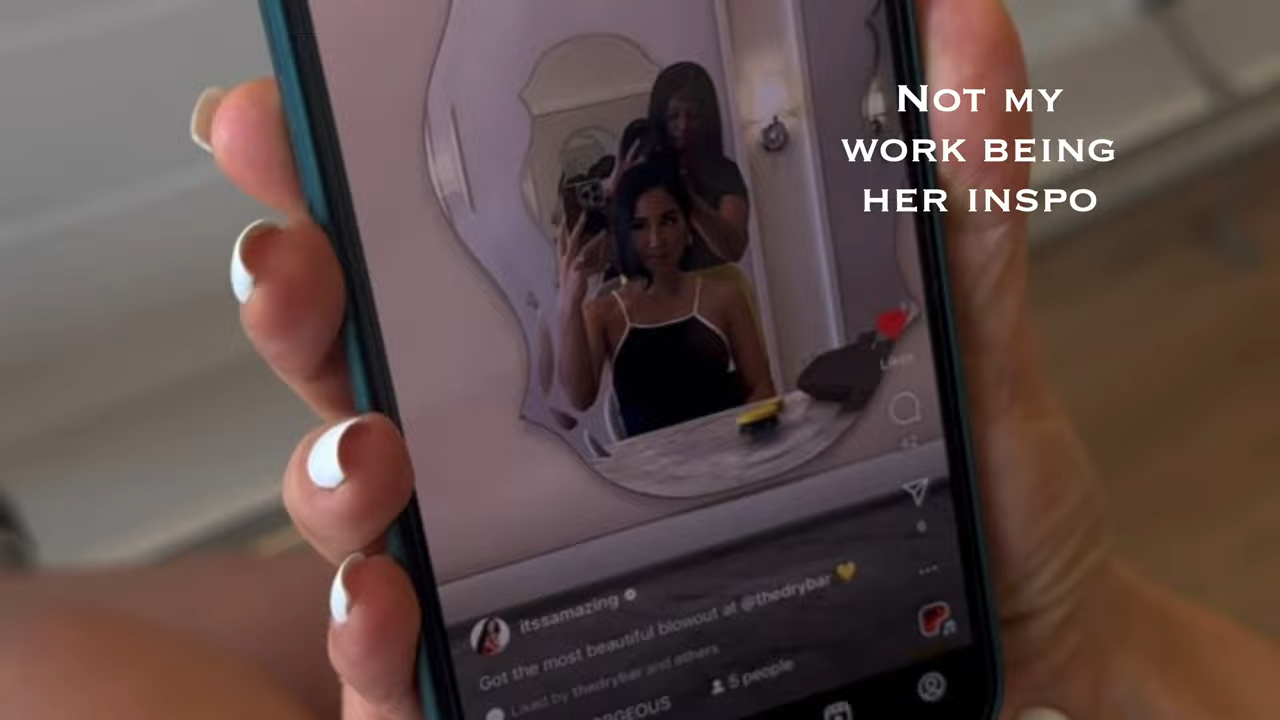 NOT MY
WORK BEING
HER INSPO
LIKES
itssamazing
Got the most beautiful blowout at @thedrybar 💛
Liked by thedrybar and others
5 people